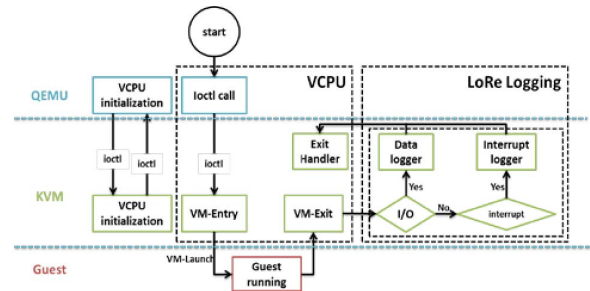 start
VCPU
LoRe Logging
QEMU
VCPU
initialization
Ioctl call
ioctl
ioctl
ioctl
Exit
Handler
Data
logger
Interrupt
logger
Yes
Yes
KVM
VCPU
initialization
VM-Entry
VM-Exit
I/O
No
interrupt
VM-Launch
Guest
Guest
running